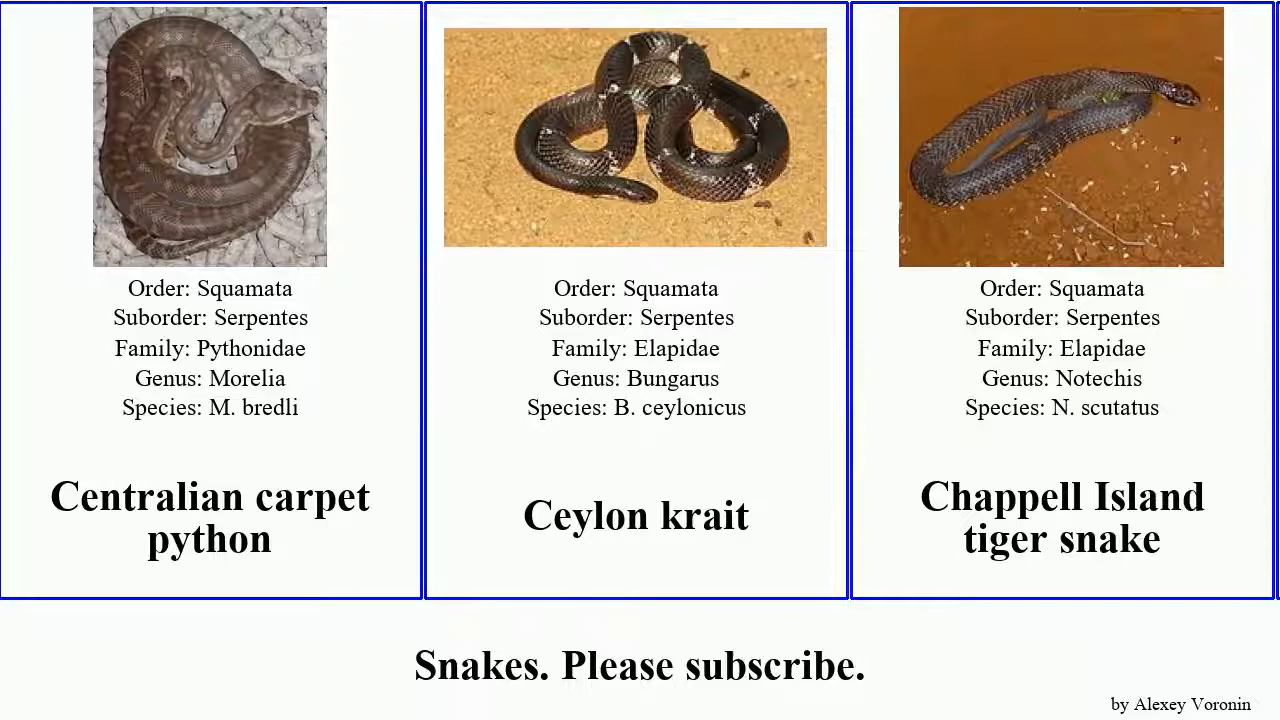 Order: Squamata
Suborder: Serpentes
Family: Pythonidae
Genus: Morelia
Species: M. bredli
Centralian carpet
python
Order: Squamata
Suborder: Serpentes
Family: Elapidae
Genus: Bungarus
Species: B. ceylonicus
Ceylon krait
Order: Squamata
Suborder: Serpentes
Family: Elapidae
Genus: Notechis
Species: N. scutatus
Chappell Island
tiger snake
Snakes. Please subscribe.
by Alexey Voronin